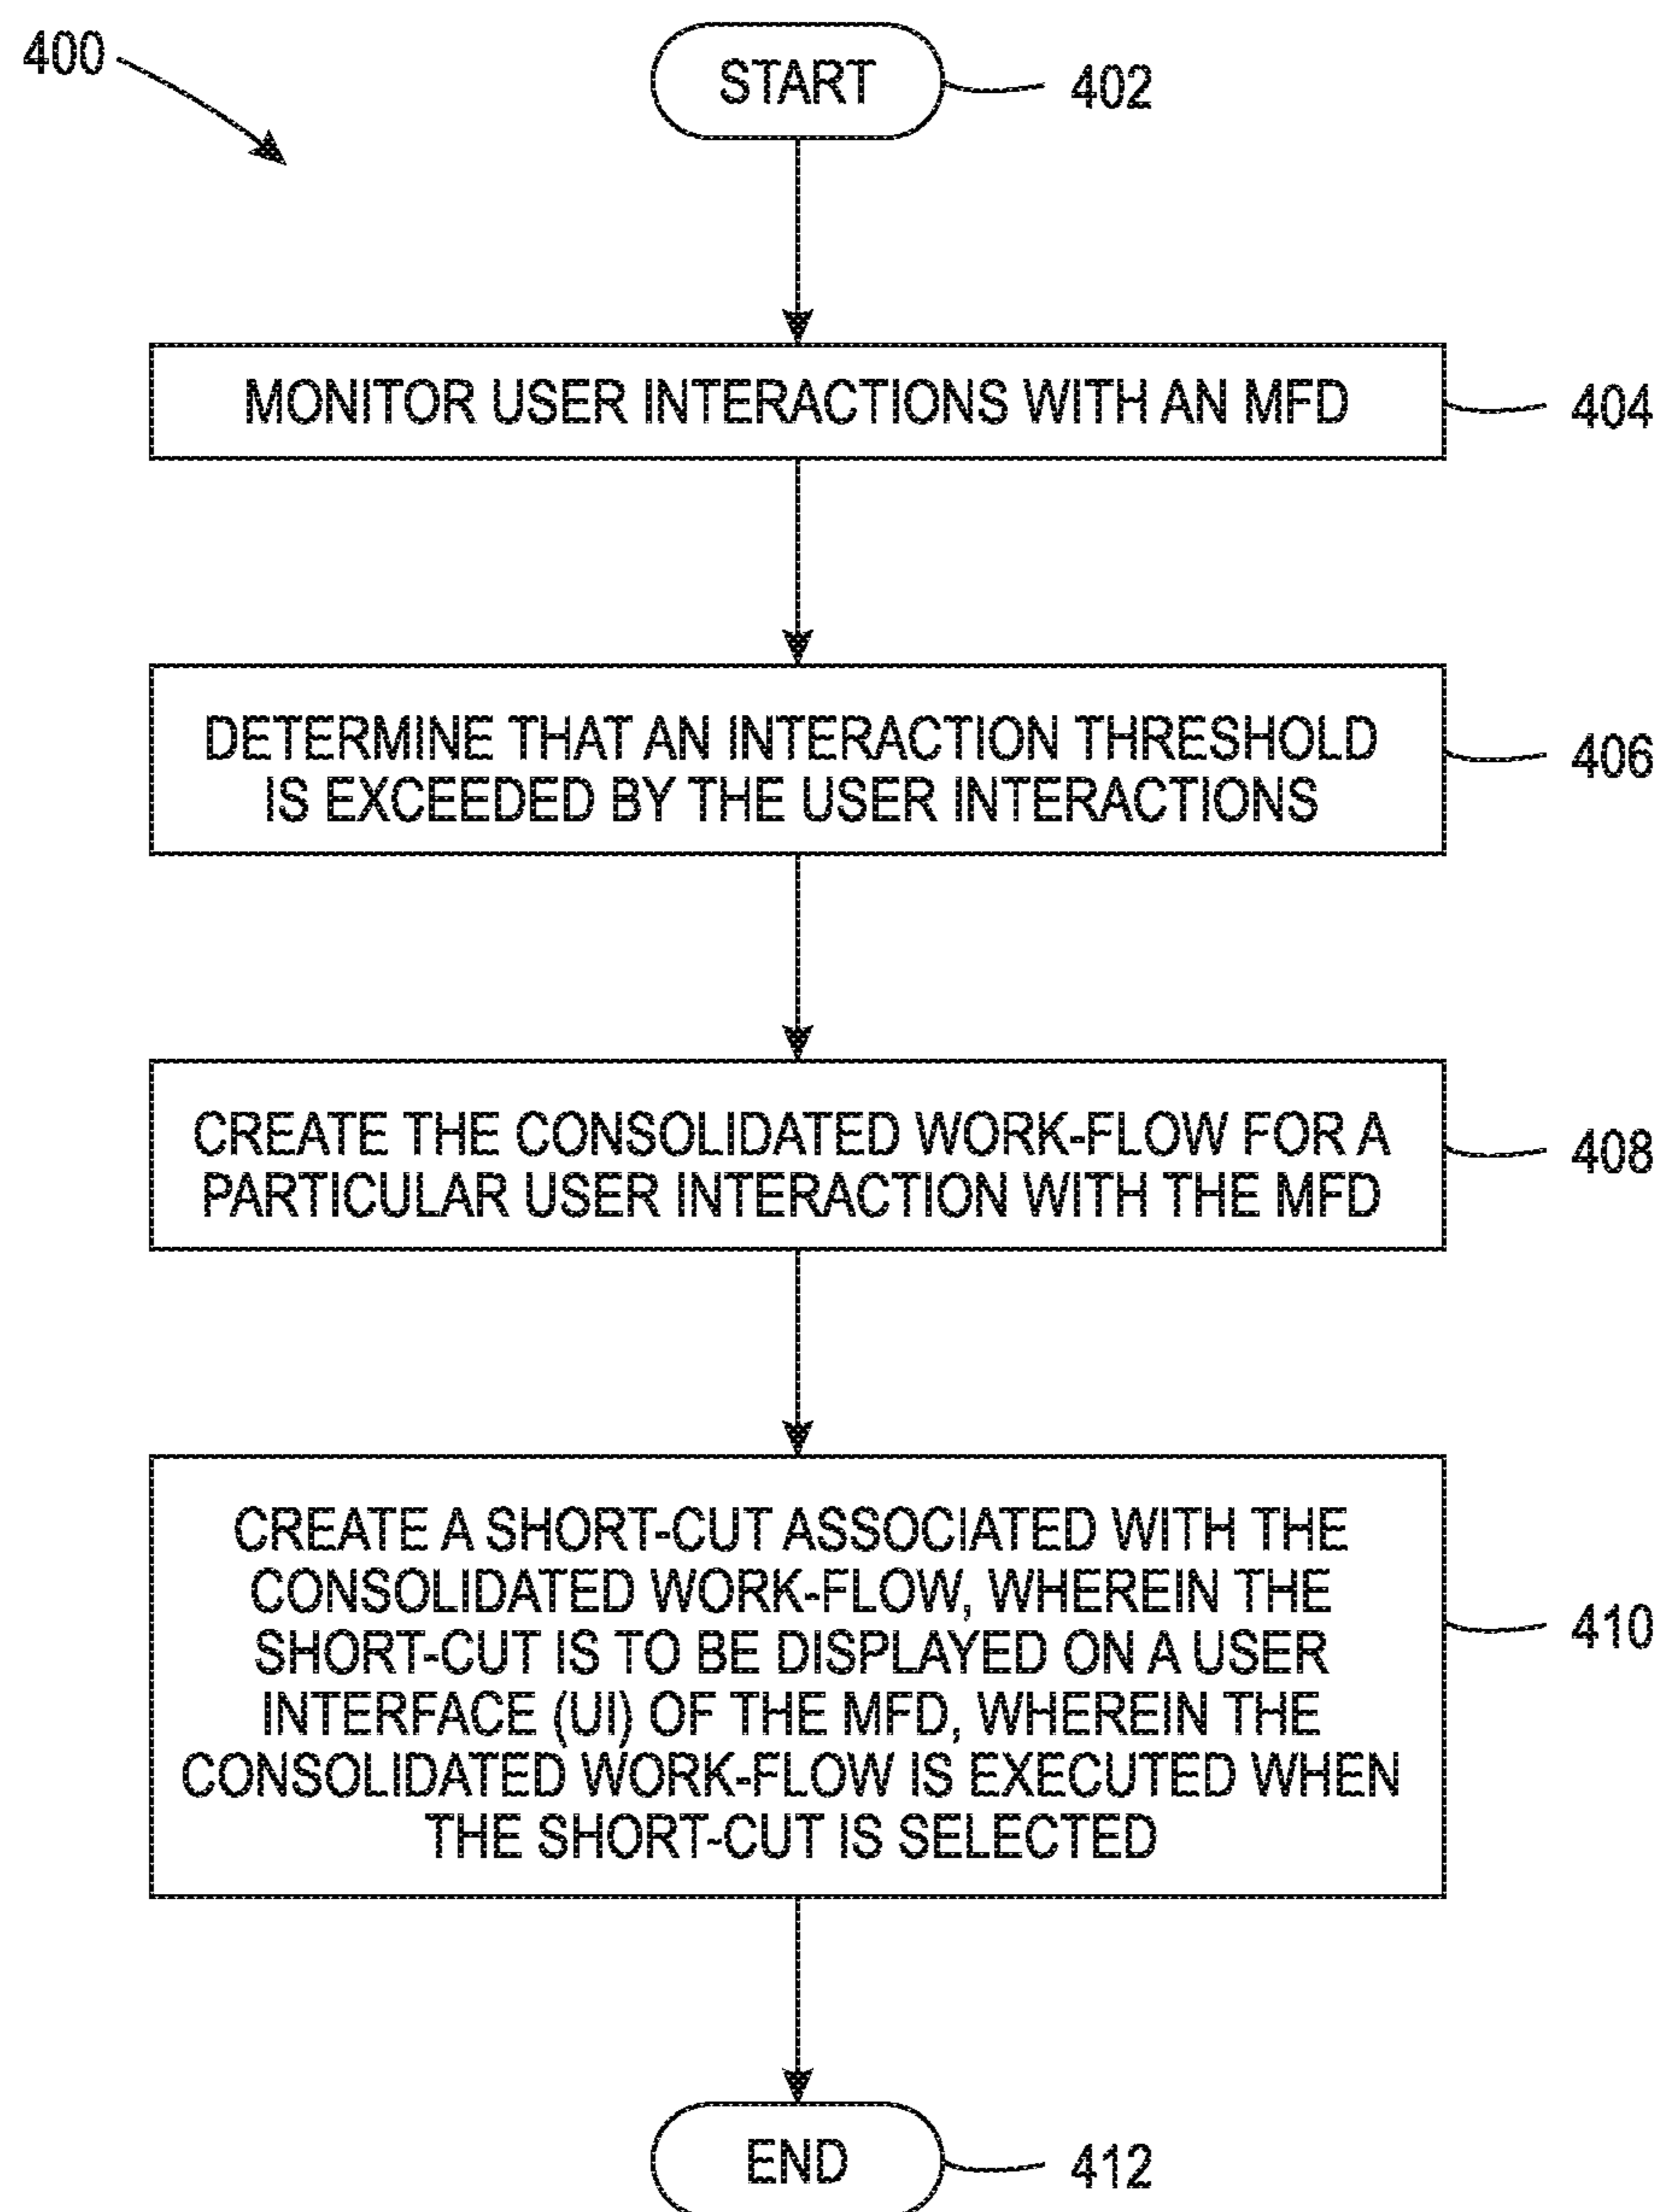 400
START
402
MONITOR USER INTERACTIONS WITH AN MFD
404
DETERMINE THAT AN INTERACTION THRESHOLD
IS EXCEEDED BY THE USER INTERACTIONS
406
CREATE THE CONSOLIDATED WORK-FLOW FOR A
PARTICULAR USER INTERACTION WITH THE MFD
408
CREATE A SHORT-CUT ASSOCIATED WITH THE
CONSOLIDATED WORK-FLOW, WHEREIN THE
SHORT-CUT IS TO BE DISPLAYED ON A USER
INTERFACE (UI) OF THE MFD, WHEREIN THE
CONSOLIDATED WORK-FLOW IS EXECUTED WHEN
THE SHORT-CUT IS SELECTED
410
END
412